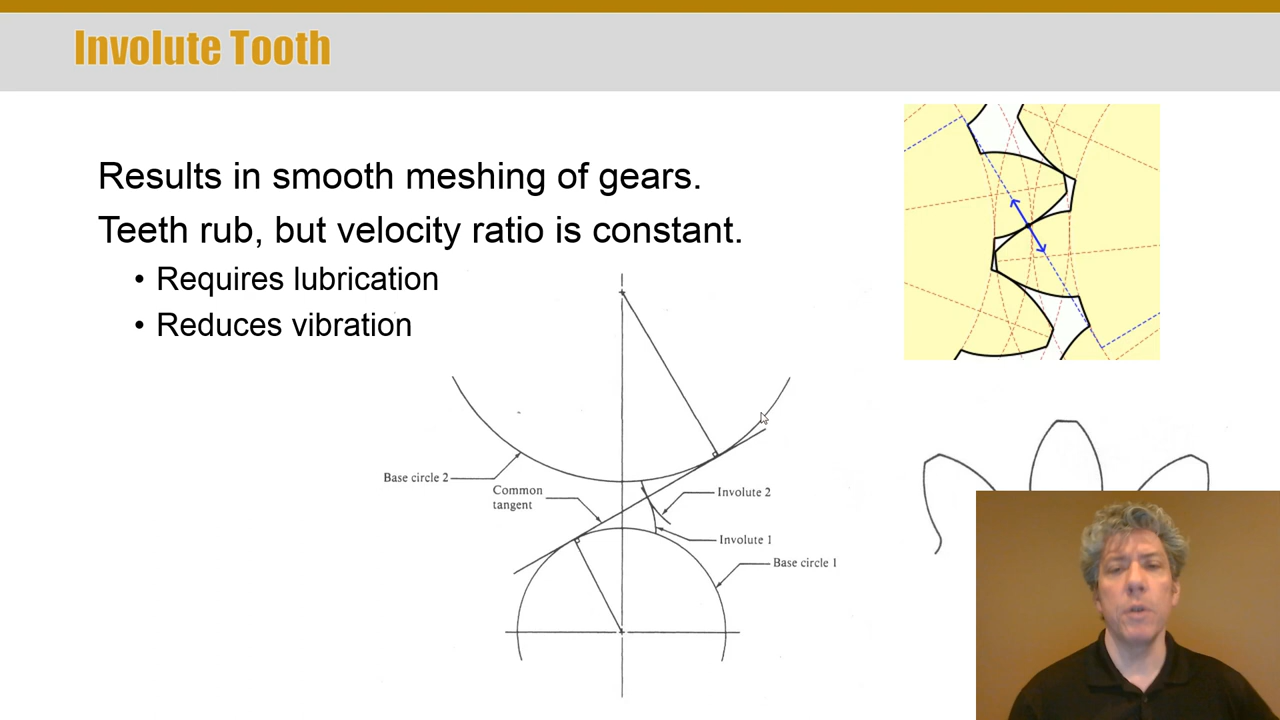 Involute Tooth
Results in smooth meshing of gears.
Teeth rub, but velocity ratio is constant.
• Requires lubrication
• Reduces vibration
Base circle 2
Common
tangent
Involute 2
Involute 1
Base circle 1